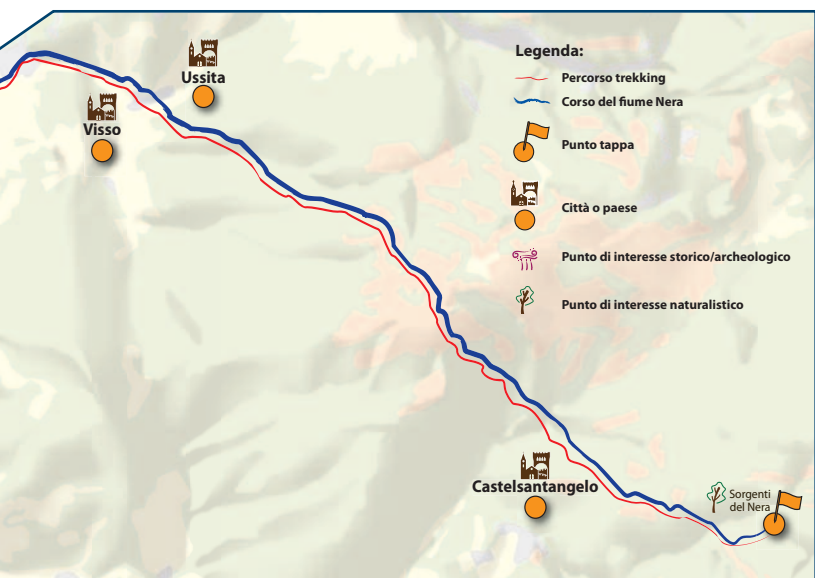 Ussita
Visso
Legenda:
Percorso trekking
Corso del fiume Nera
Punto tappa
Città o paese
Punto di interesse storico/archeologico
Punto di interesse naturalistico
Castelsantangelo
Sorgenti
del Nera